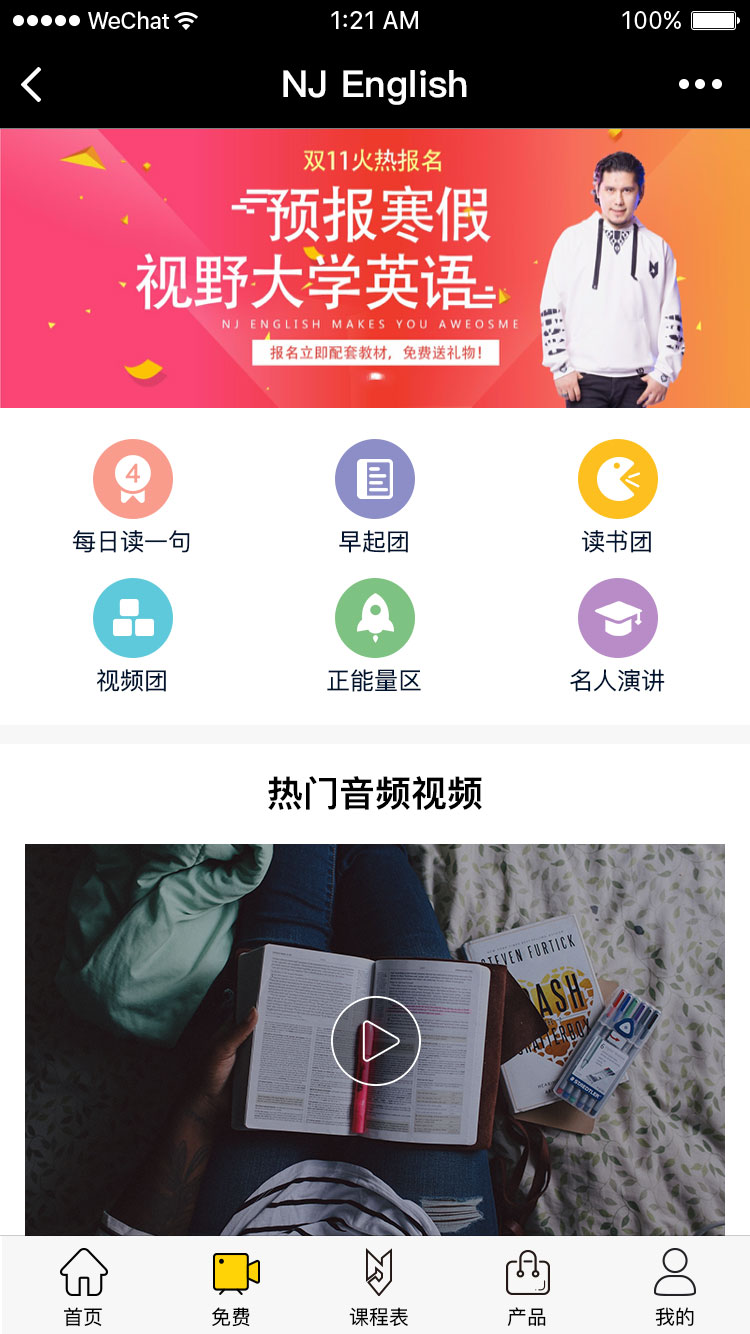 WeChat 1:21 AM 100%
NJ English
双11火热报名
预报寒假
视野大学英语
NJ ENGLISH MAKES YOU AWEOSME
报名立即配套教材，免费送礼物！
4
每日读一句 早起团 读书团
视频团 正能量区 名人演讲
热门音频视频
STEVEN FURTICK
ASH
HATTERBOX
STAEDTLER
首页 免费 课程表 产品 我的